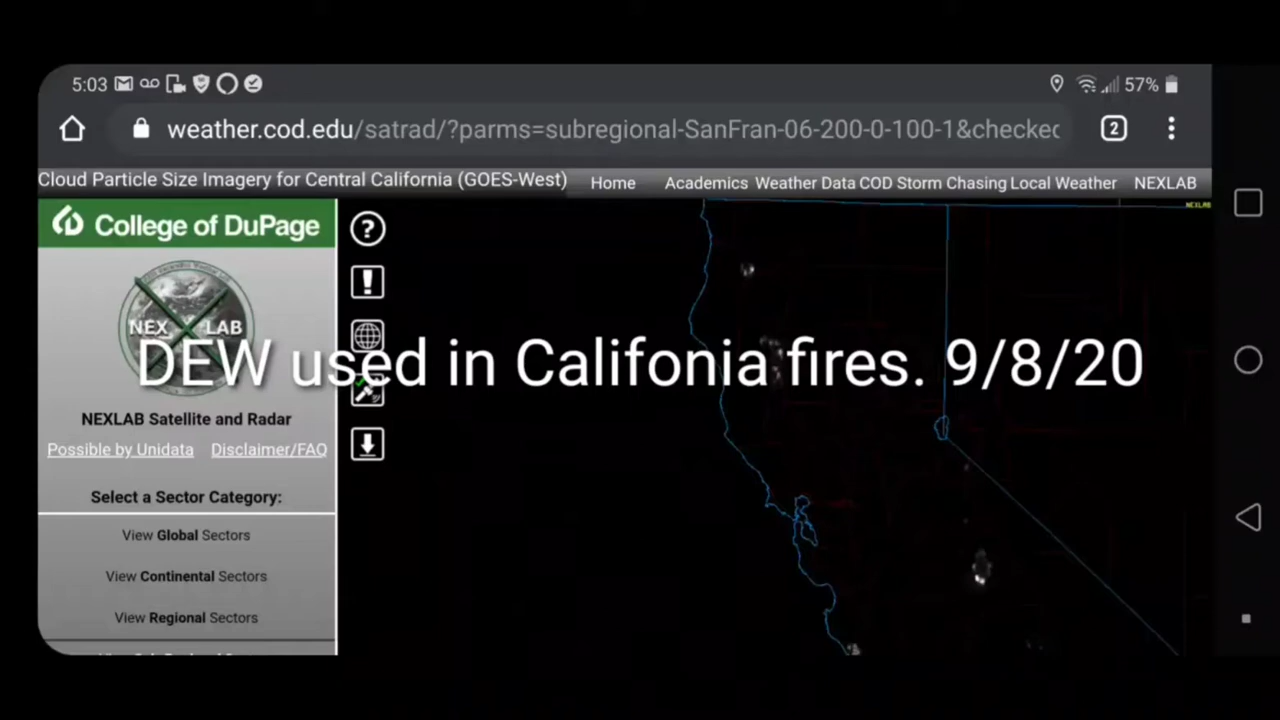 5:03
57%
weather.cod.edu/satrad/?parms=subregional-SanFran-06-200-0-100-1&checked
2
Cloud Particle Size Imagery for Central California (GOES-West)
Home Academics Weather Data COD Storm Chasing Local Weather NEXLAB
College of DuPage
NEXLAB
NEX LAB
DEW used in Califonia fires. 9/8/20
NEXLAB Satellite and Radar
Possible by Unidata Disclaimer/FAQ
Select a Sector Category:
View Global Sectors
View Continental Sectors
View Regional Sectors